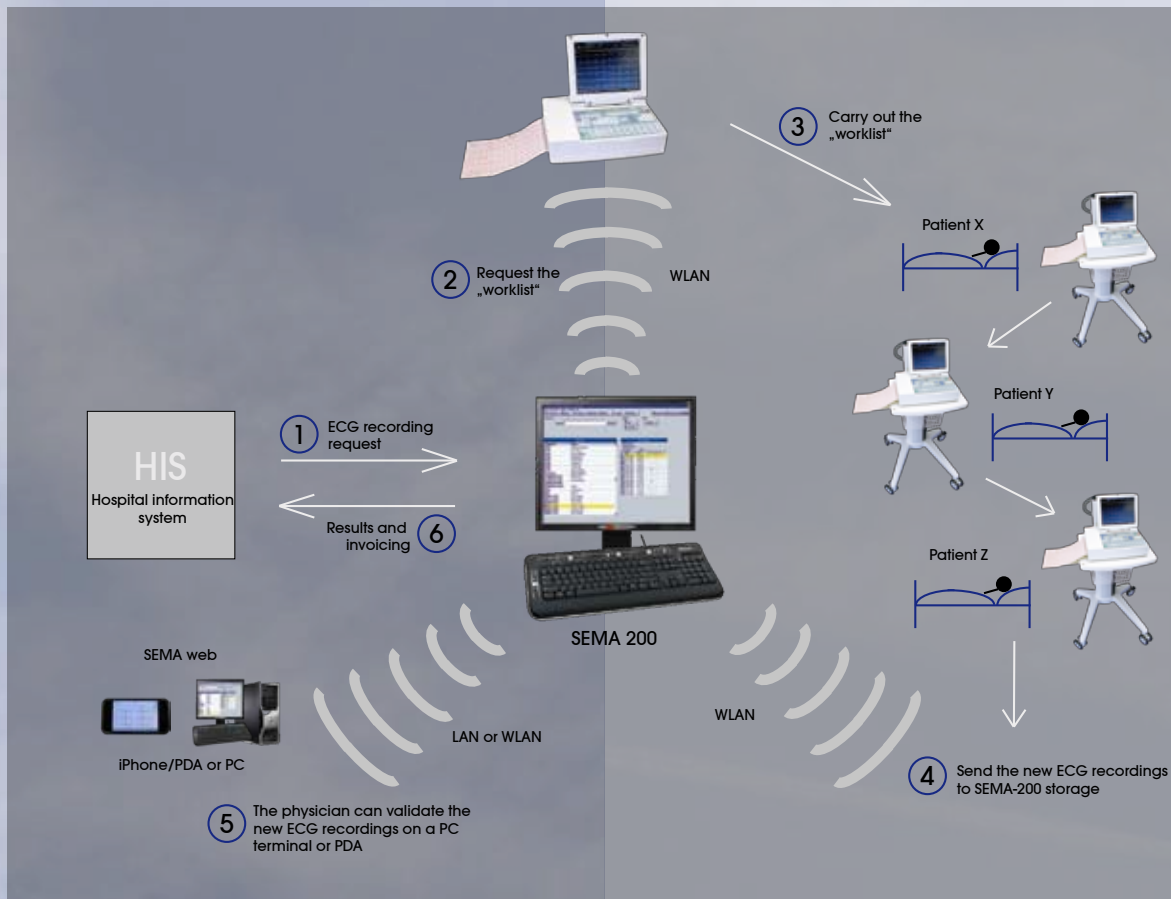 3
Carry out the
„worklist“
Patient X
2
Request the
„worklist“
WLAN
Patient Y
1
ECG recording
request
HIS
Hospital information
system
Results and
invoicing
6
Patient Z
SEMA 200
SEMA web
WLAN
LAN or WLAN
iPhone/PDA or PC
4
Send the new ECG recordings
to SEMA-200 storage
5
The physician can validate the
new ECG recordings on a PC
terminal or PDA